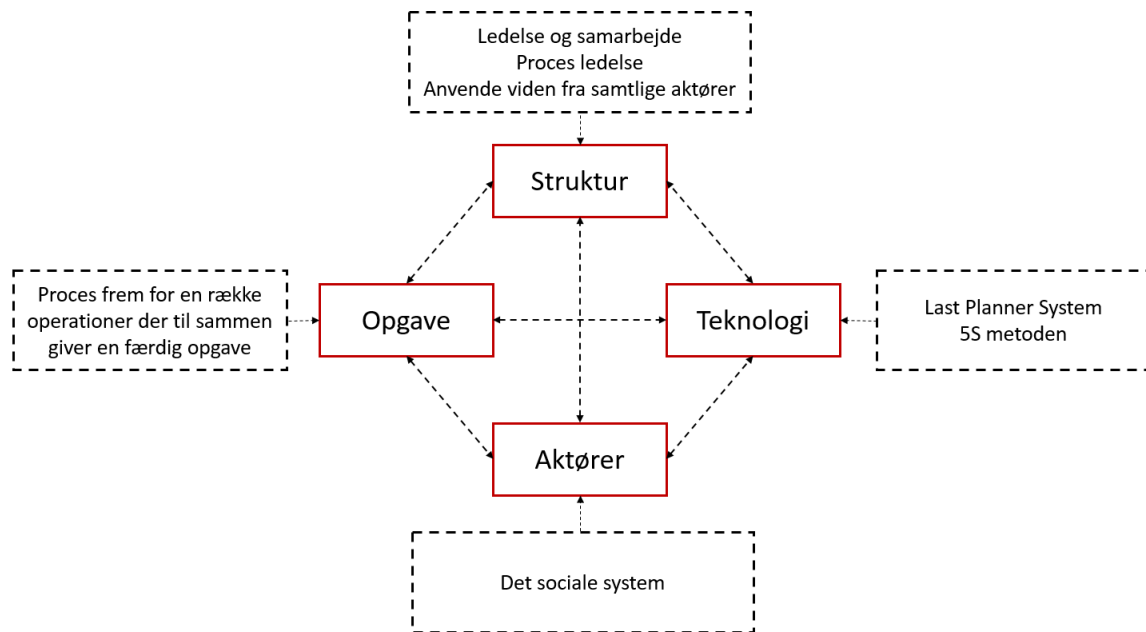 Ledelse og samarbejde
Proces ledelse
Anvende viden fra samtlige aktører
Struktur
Proces frem for en række
operationer der til sammen
giver en færdig opgave
Opgave
Teknologi
Last Planner System
5S metoden
Aktører
Det sociale system